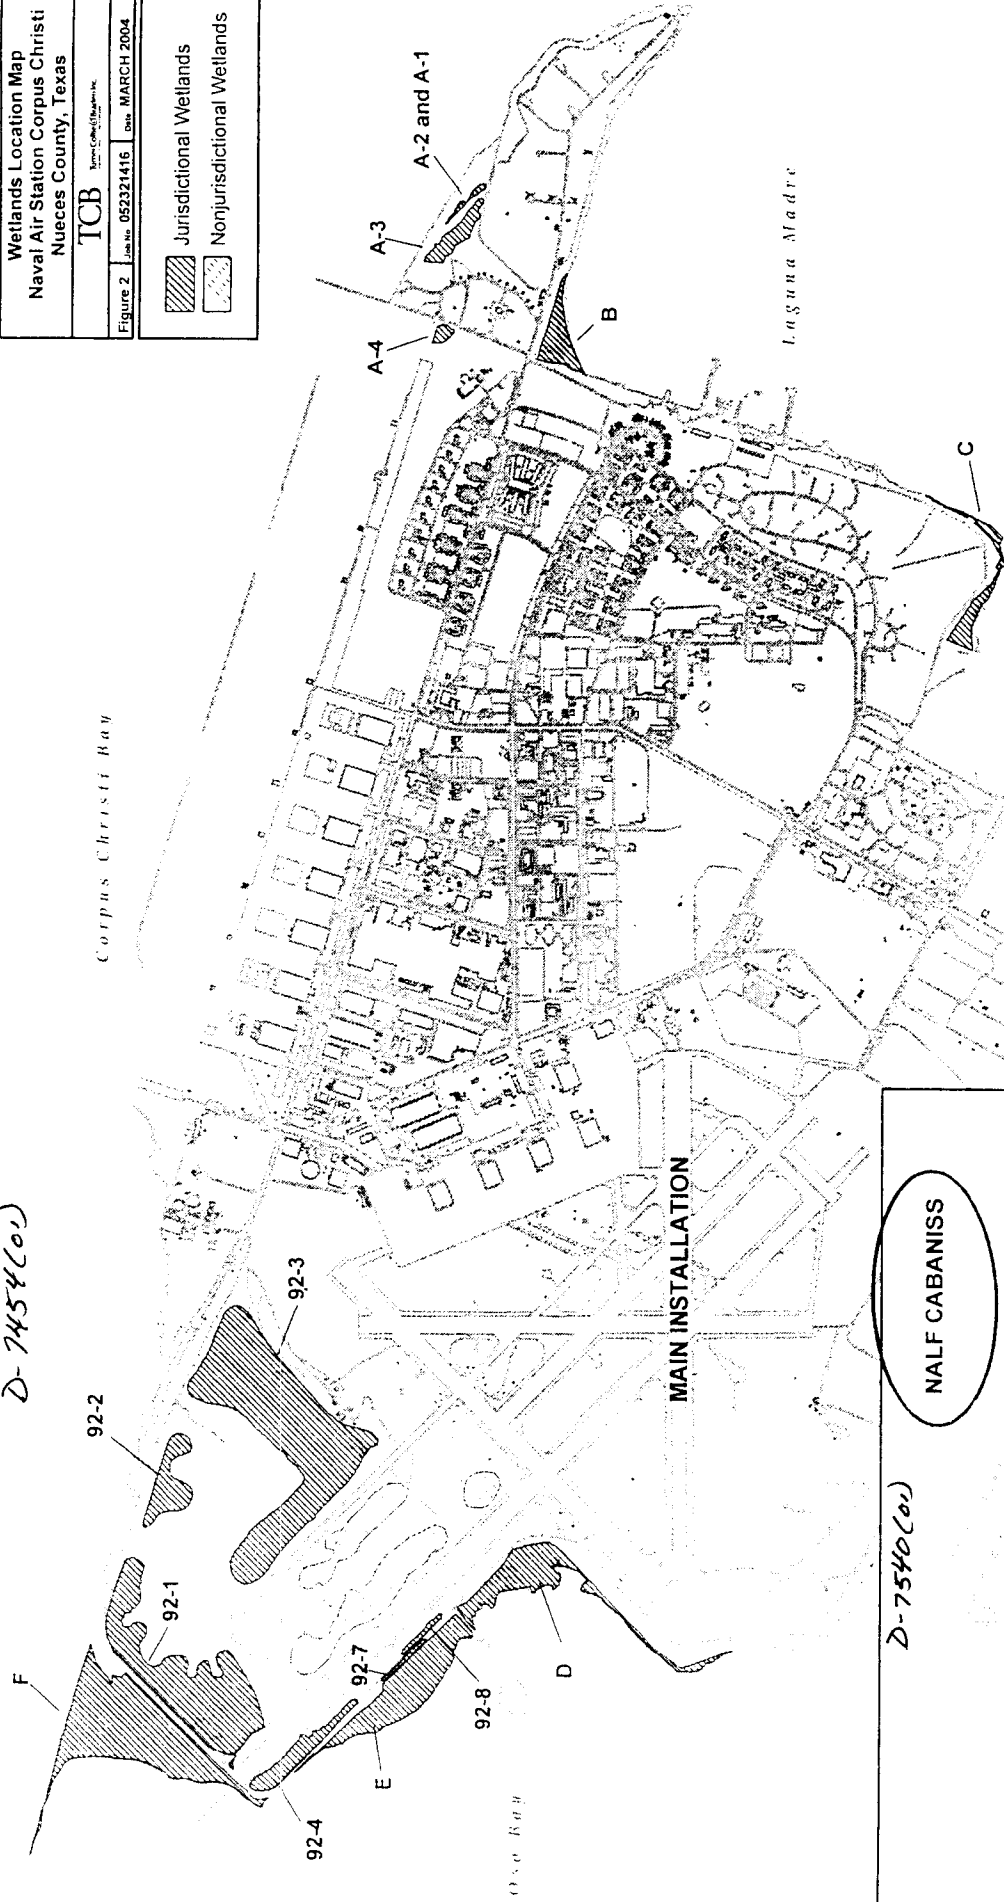 Wetlands Location Map
Naval Air Station Corpus Christi
Nueces County, Texas
TCB
Figure 2
Job No. 052321416
Date MARCH 2004
Jurisdictional Wetlands
Nonjurisdictional Wetlands
D-7454(01)
Corpus Christi Bay
F
92-1
92-2
92-3
A-4
A-3
A-2 and A-1
B
Laguna Madre
C
92-4
E
92-7
92-8
D
Oso Bay
MAIN INSTALLATION
D-7540(01)
NALF CABANISS